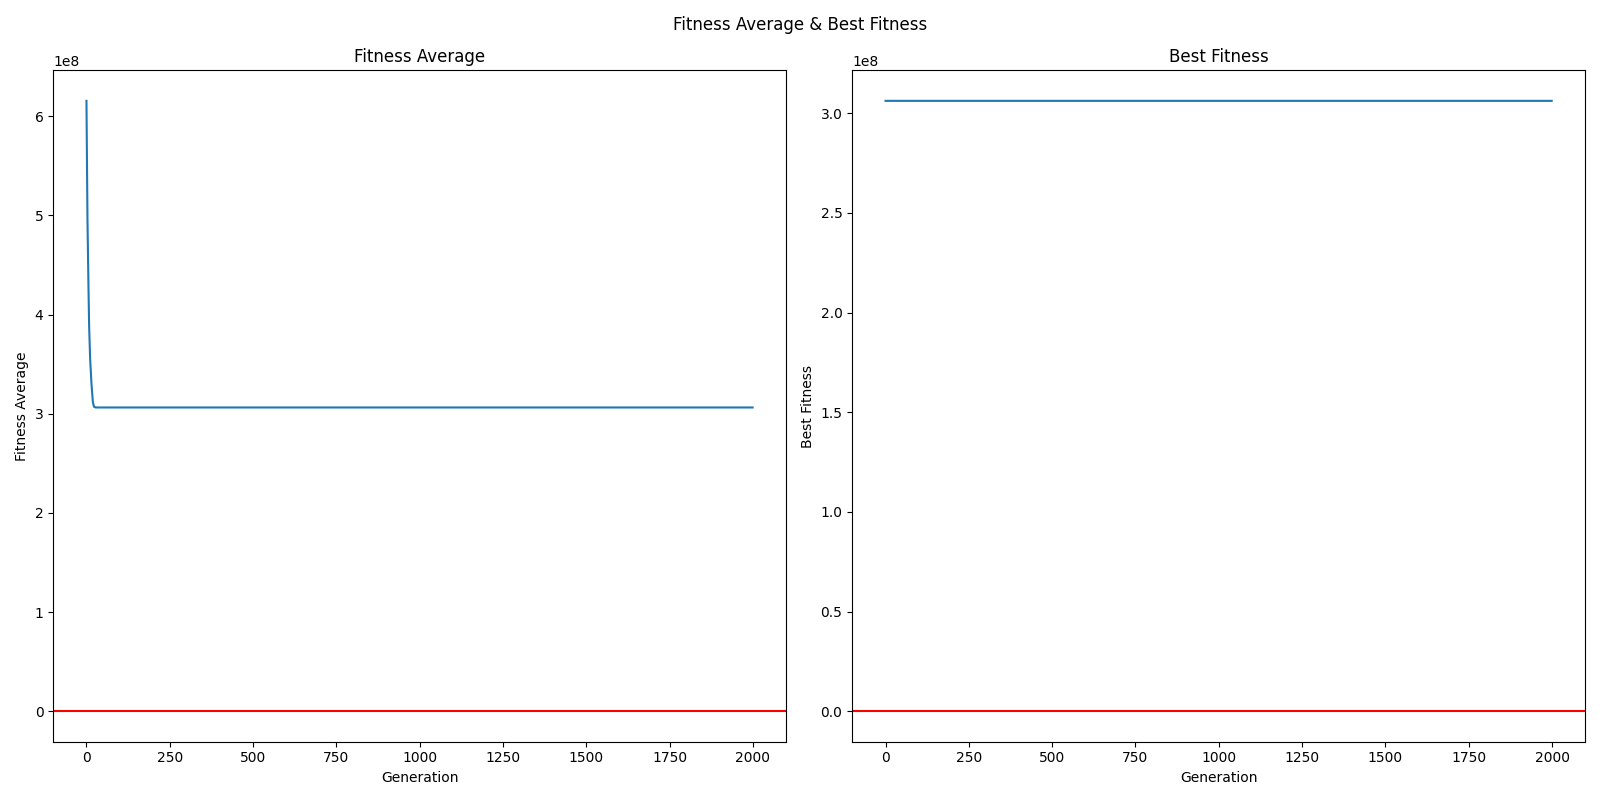 Fitness Average & Best Fitness
Fitness Average
1e8
6
5
4
3
2
1
0
Fitness Average
0 250 500 750 1000 1250 1500 1750 2000
Generation
Best Fitness
1e8
3.0
2.5
2.0
1.5
1.0
0.5
0.0
Best Fitness
0 250 500 750 1000 1250 1500 1750 2000
Generation